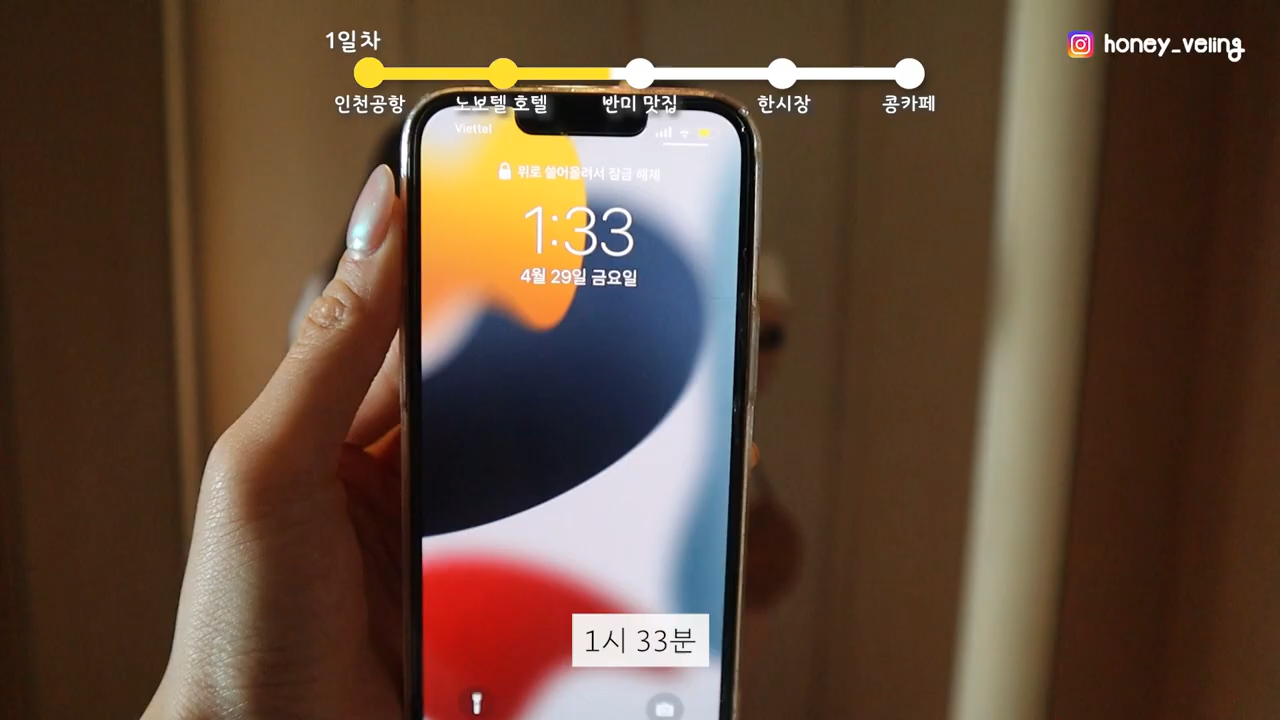 1일차
honey_veling
인천공항 노보텔 호텔 반미 맛집 한시장 콩카페
Viettel
위로 쓸어올려서 잠금 해제
1:33
4월 29일 금요일
1시 33분